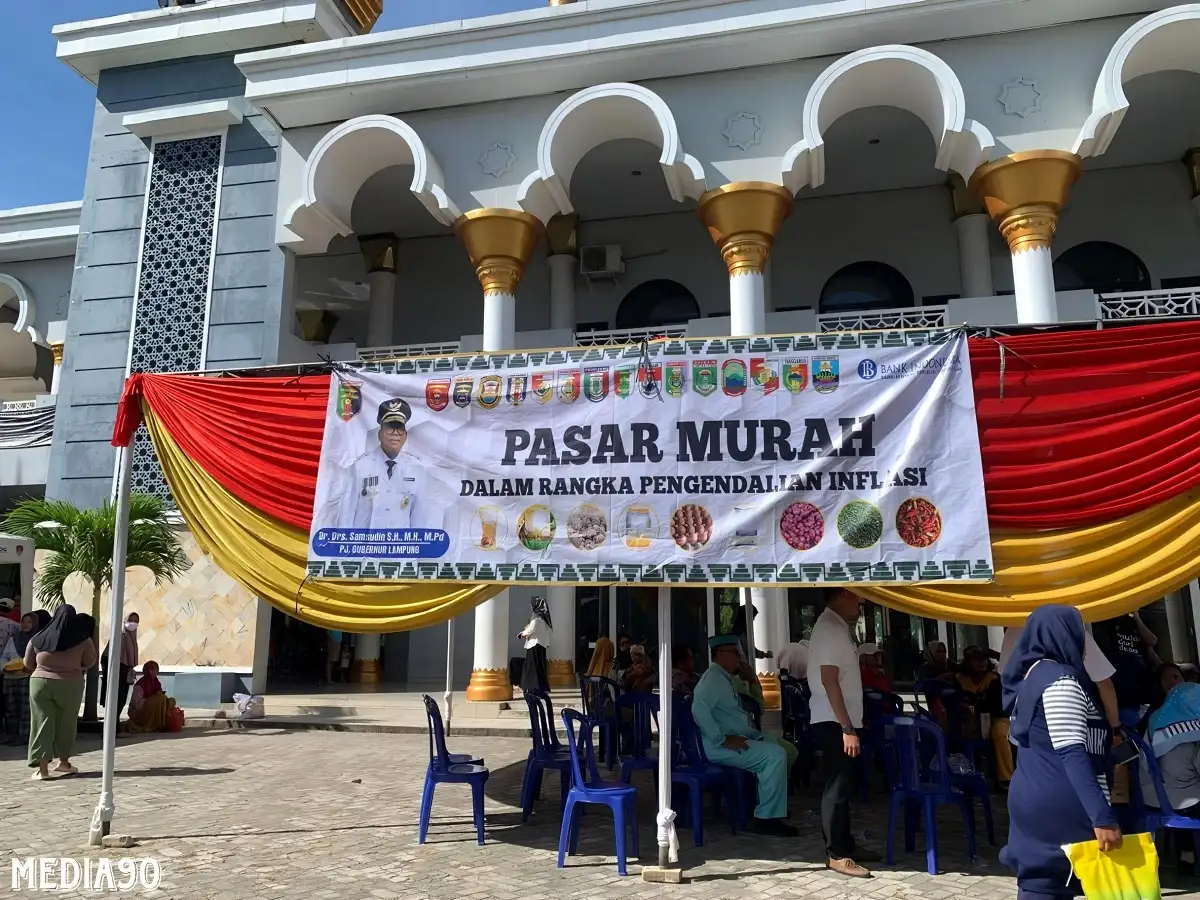 BANK INDONESIA
PASAR MURAH
DALAM RANGKA PENGENDALIAN INFLASI
Dr. Drs. Samsudin S.H., M.H., M.Pd
PJ. GUBERNUR LAMPUNG
MEDIA90